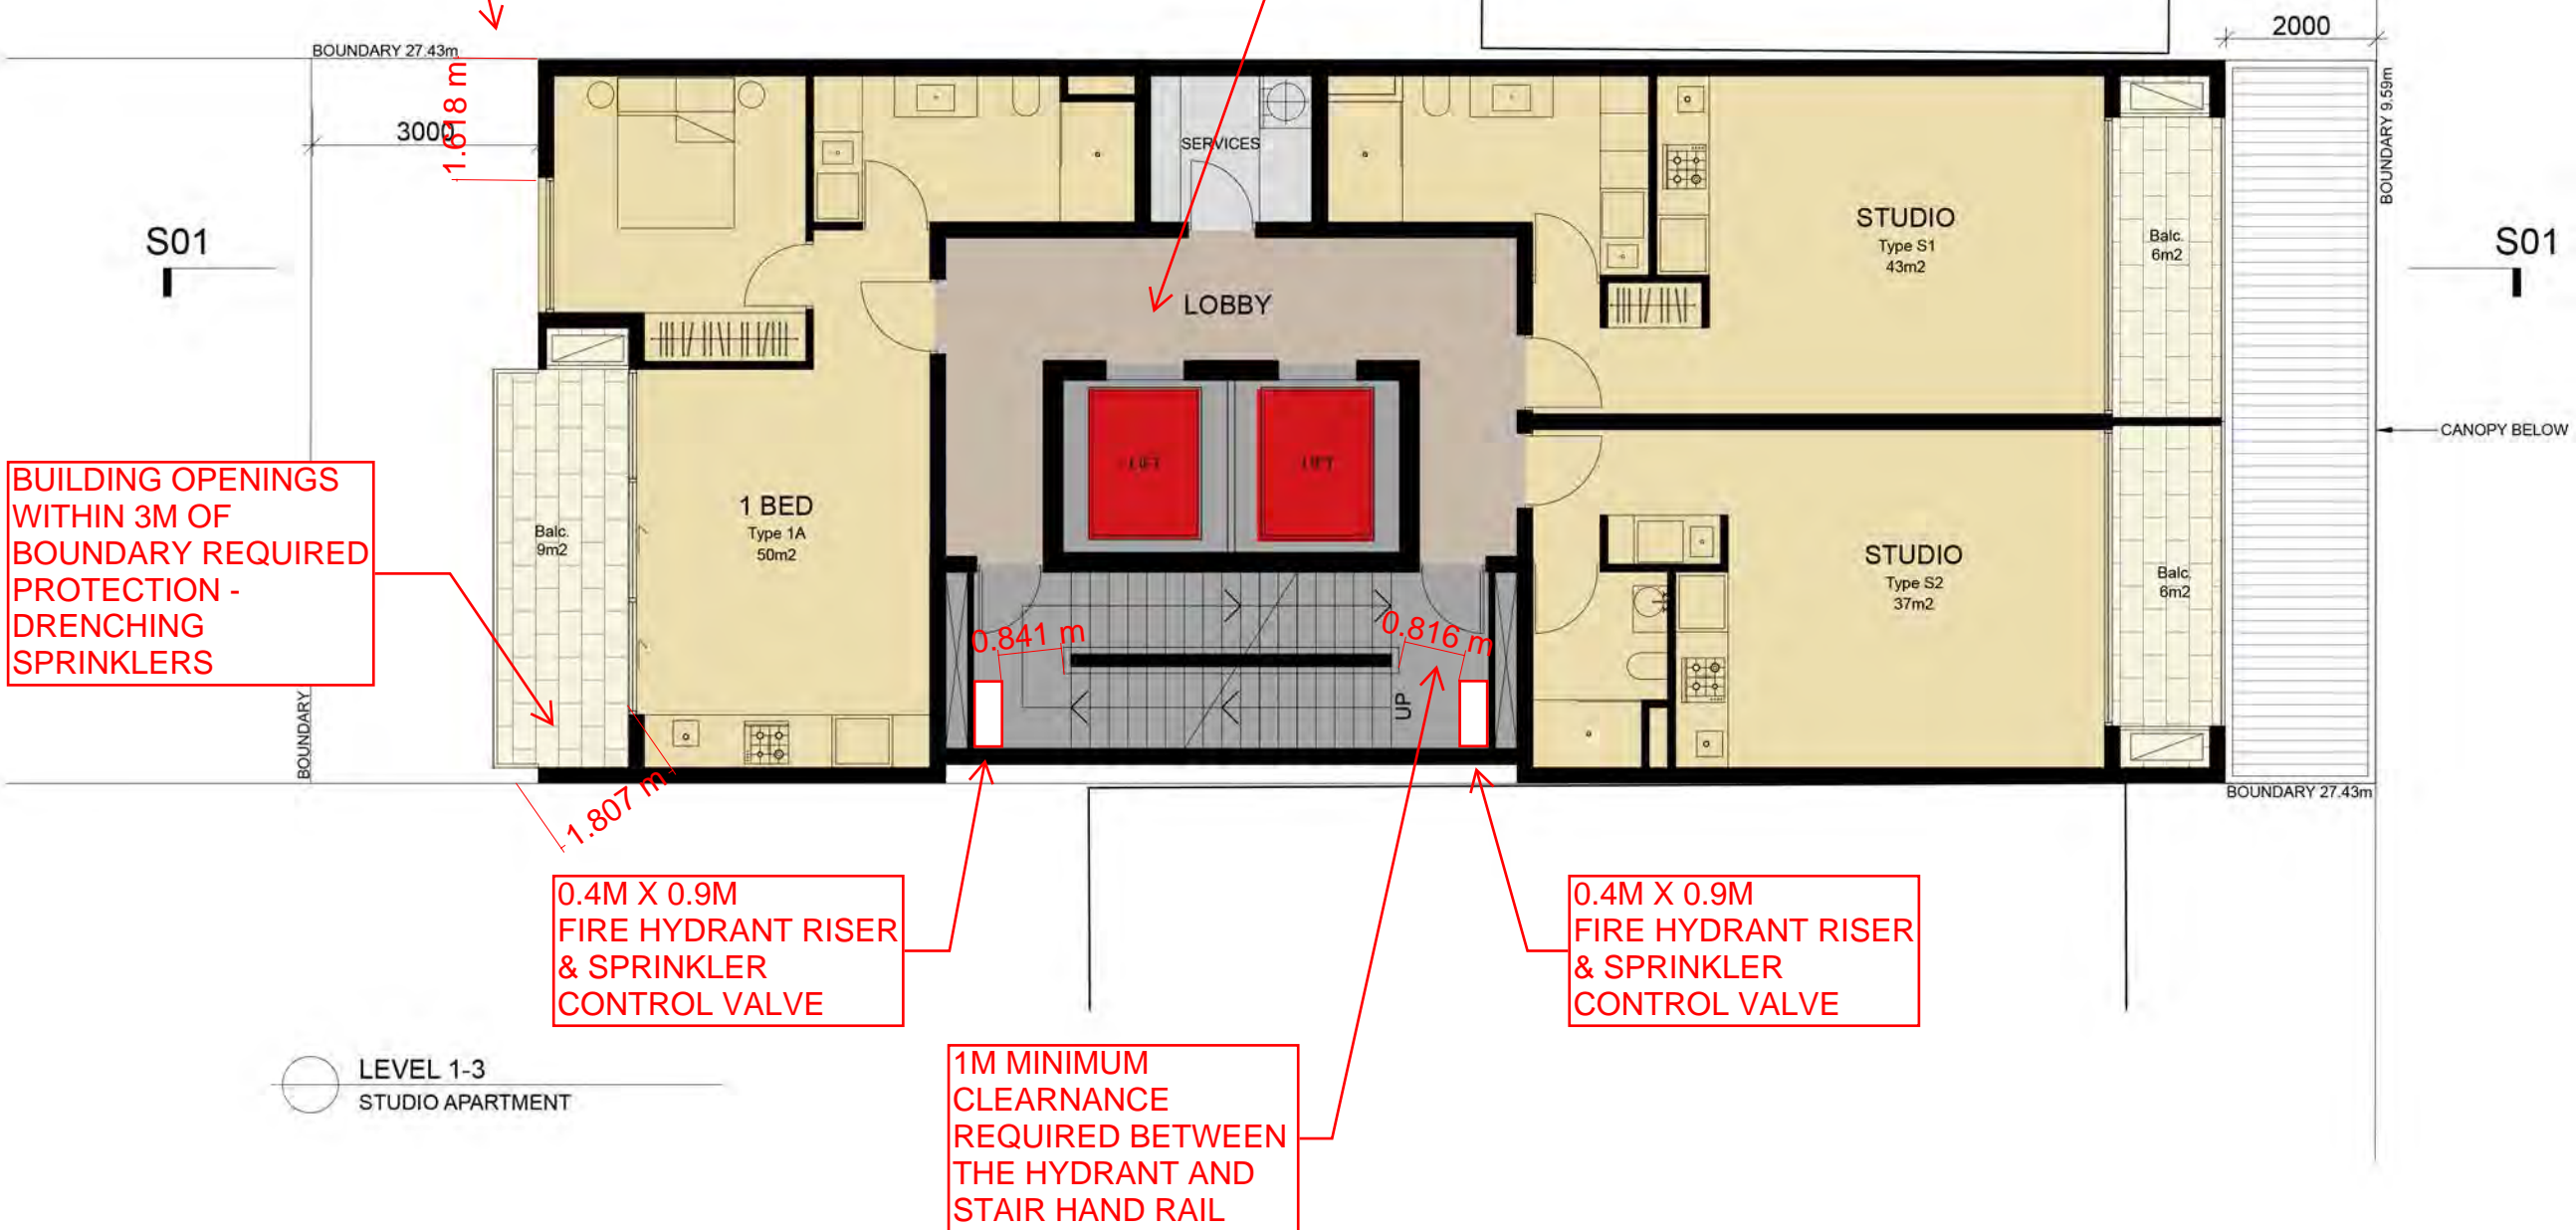 2000
BOUNDARY 27.43m
BOUNDARY 9.59m
1.618 m
3000
SERVICES
S01
STUDIO
Type S1
43m2
Balc.
6m2
S01
LOBBY
CANOPY BELOW
LIFT
LIFT
BUILDING OPENINGS
WITHIN 3M OF
BOUNDARY REQUIRED
PROTECTION -
DRENCHING
SPRINKLERS
Balc.
9m2
1 BED
Type 1A
50m2
STUDIO
Type S2
37m2
Balc.
6m2
0.841 m
0.816 m
UP
BOUNDARY
1.807 m
BOUNDARY 27.43m
0.4M X 0.9M
FIRE HYDRANT RISER
& SPRINKLER
CONTROL VALVE
0.4M X 0.9M
FIRE HYDRANT RISER
& SPRINKLER
CONTROL VALVE
LEVEL 1-3
STUDIO APARTMENT
1M MINIMUM
CLEARNANCE
REQUIRED BETWEEN
THE HYDRANT AND
STAIR HAND RAIL